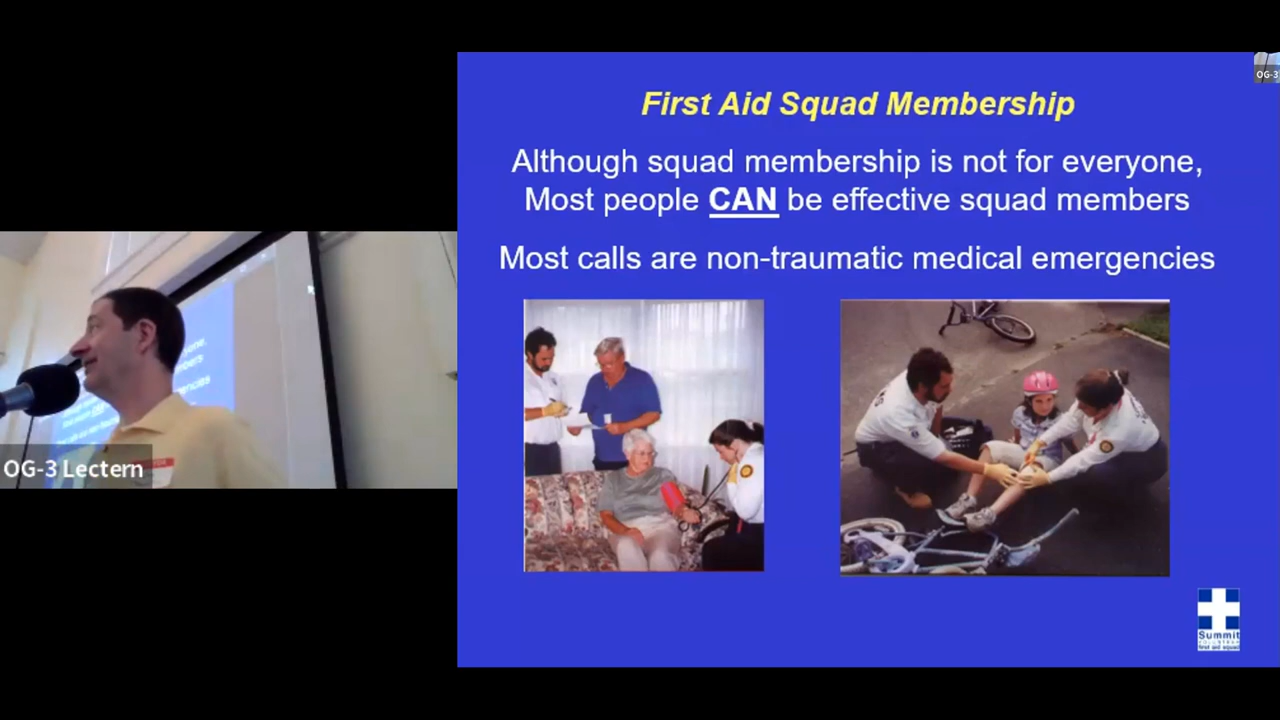 First Aid Squad Membership
Although squad membership is not for everyone,
Most people CAN be effective squad members
Most calls are non-traumatic medical emergencies
OG-3 Lectern
OG-3
Summit
first aid squad